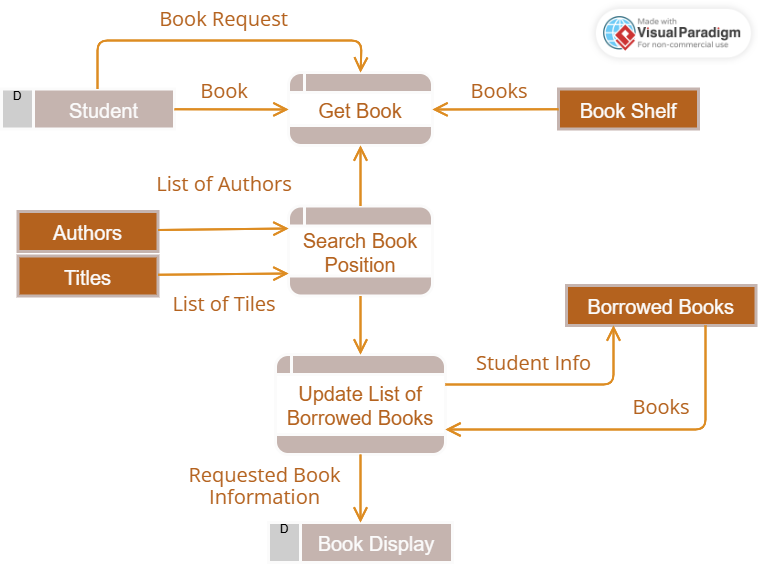 Book Request
Made with
Visual Paradigm
For non-commercial use
D
Student
Book
Get Book
Books
Book Shelf
List of Authors
Authors
Search Book
Position
Titles
List of Tiles
Borrowed Books
Student Info
Update List of
Borrowed Books
Books
Requested Book
Information
D
Book Display